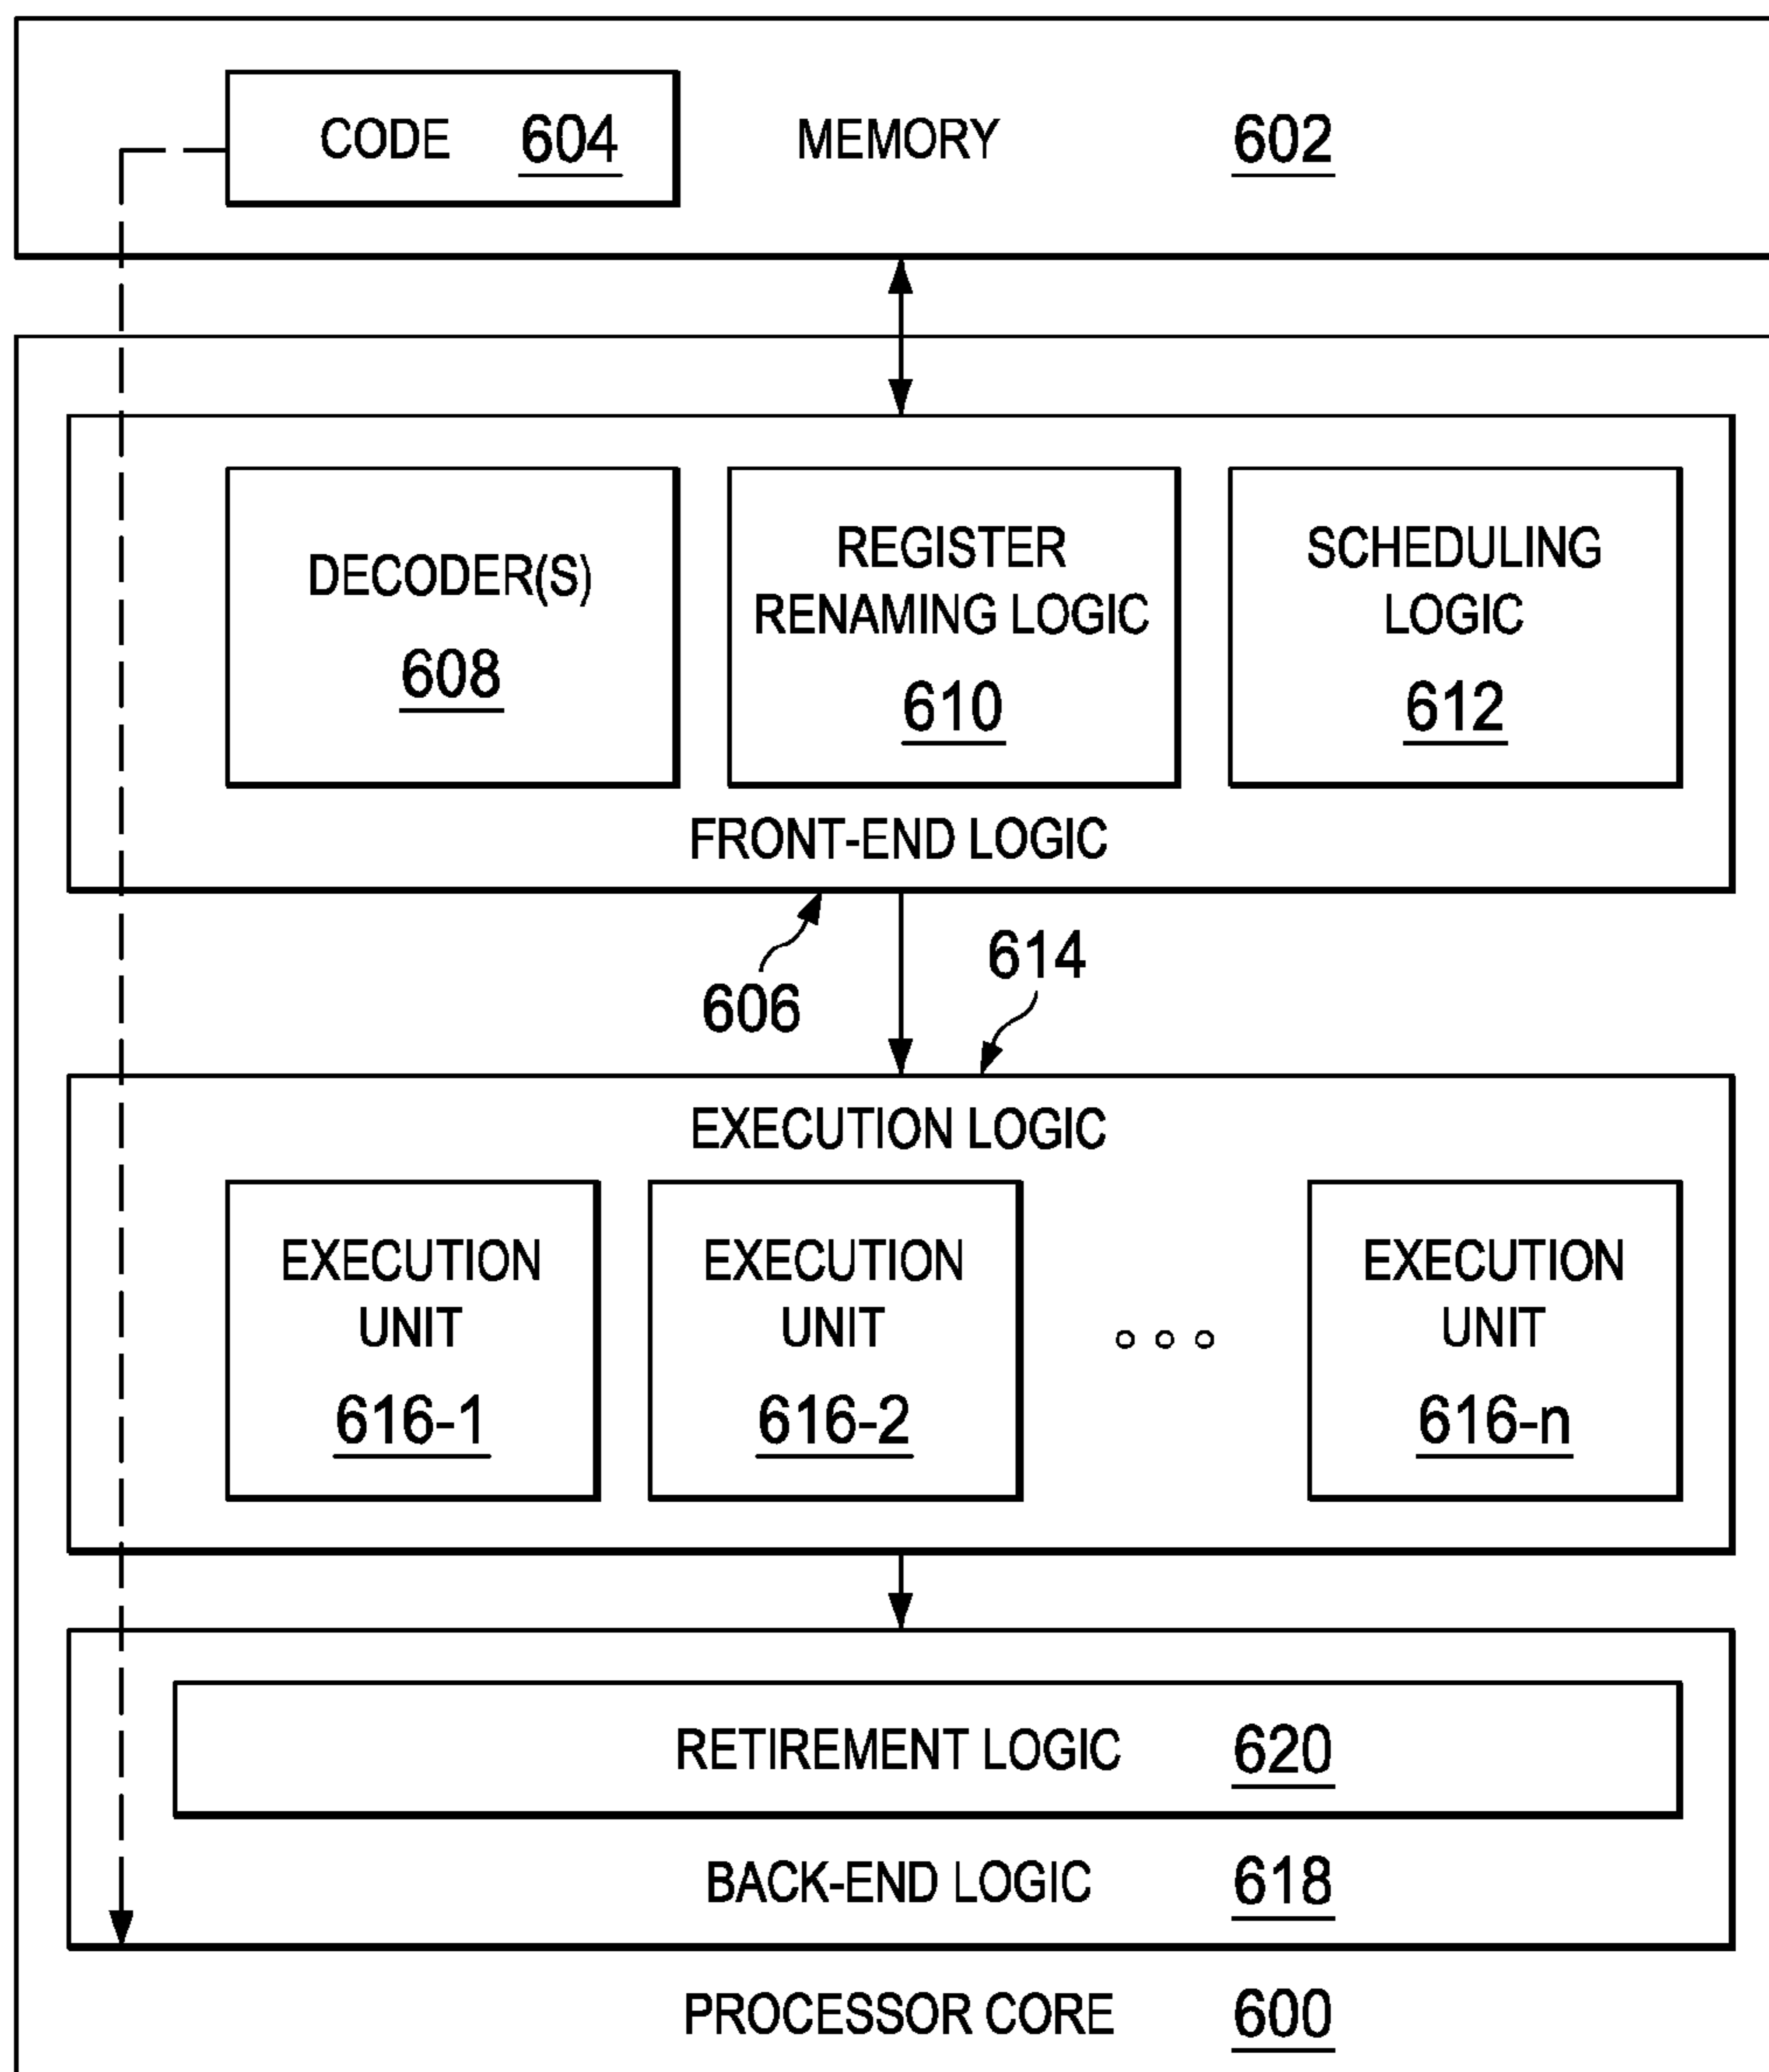 CODE 604 MEMORY 602
DECODER(S)
608
REGISTER
RENAMING LOGIC
610
SCHEDULING
LOGIC
612
FRONT-END LOGIC
606
614
EXECUTION LOGIC
EXECUTION
UNIT
616-1
EXECUTION
UNIT
616-2
EXECUTION
UNIT
616-n
RETIREMENT LOGIC 620
BACK-END LOGIC 618
PROCESSOR CORE 600